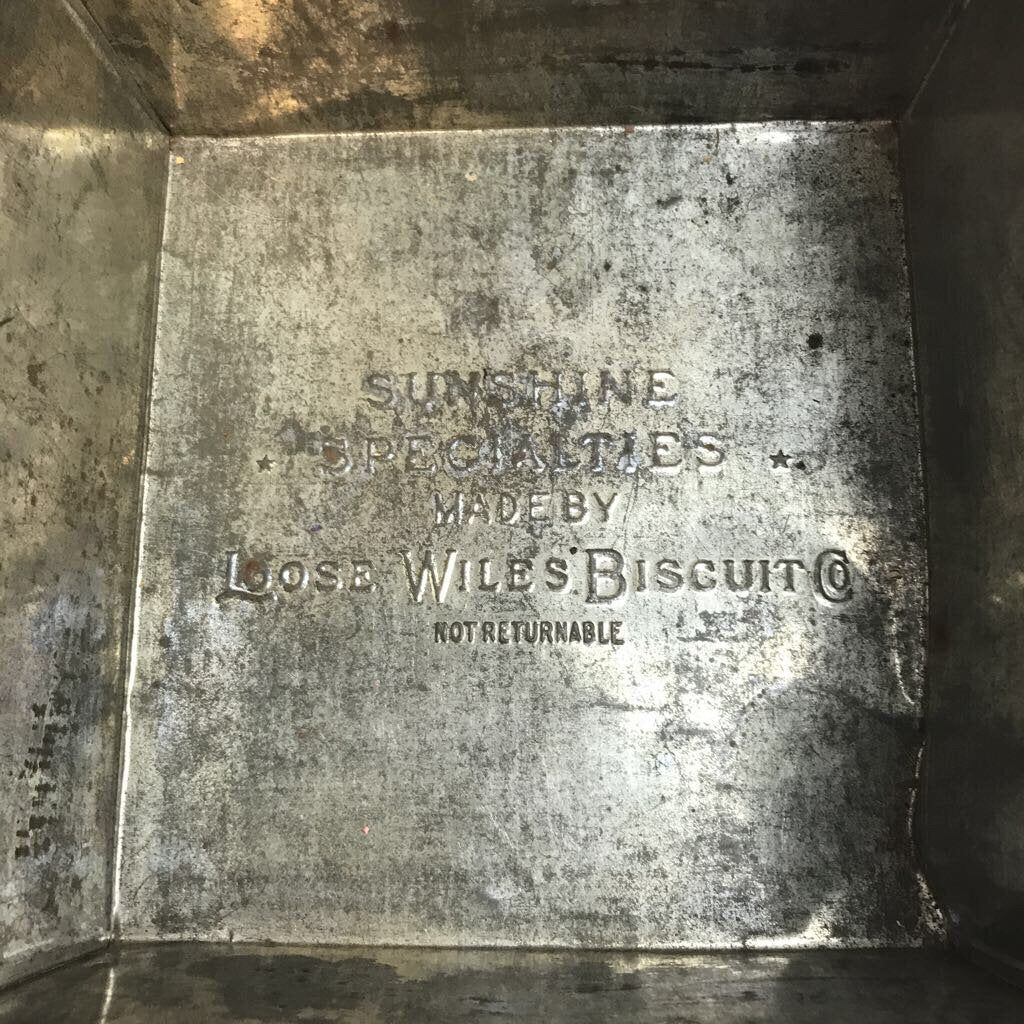 SUNSHINE
★ SPECIALTIES ★
MADE BY
LOOSE-WILES BISCUIT CO
NOT RETURNABLE